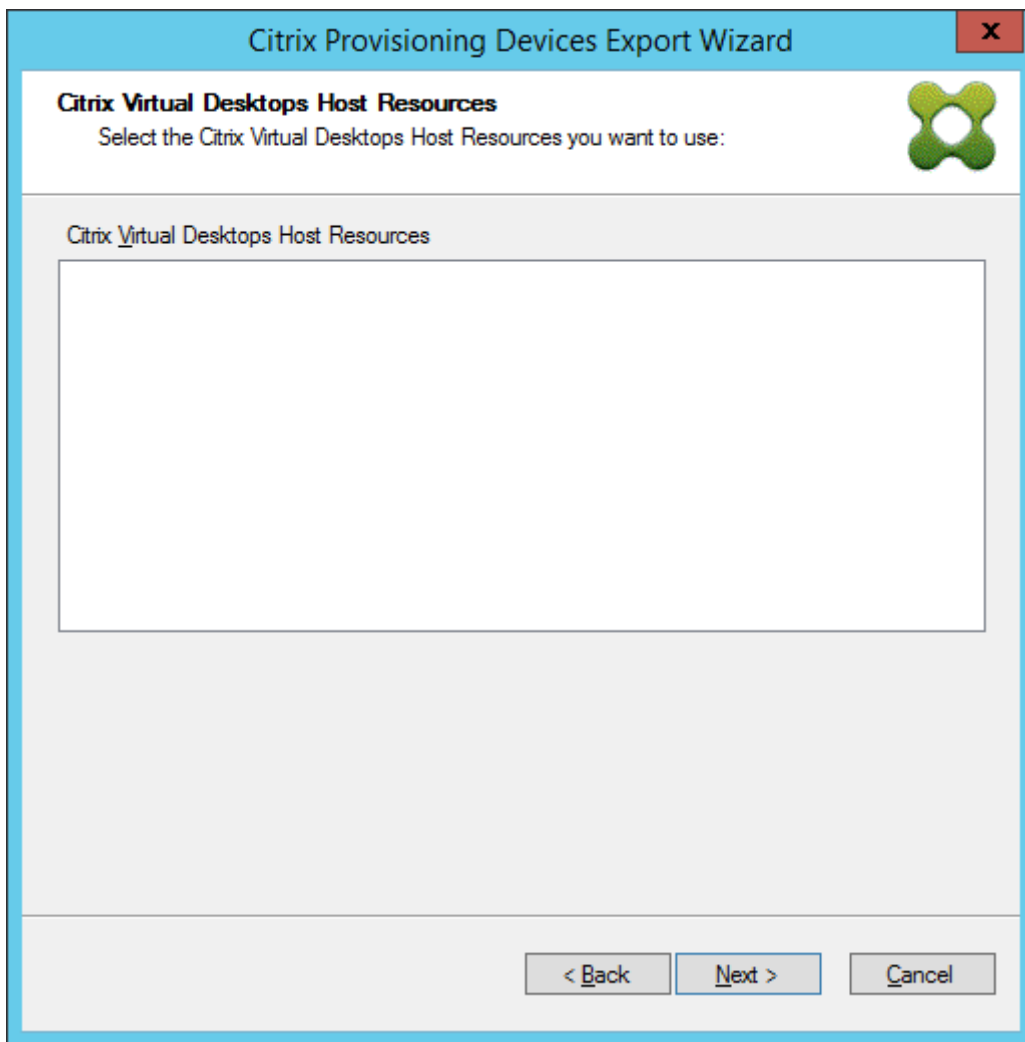 Citrix Provisioning Devices Export Wizard
x
Citrix Virtual Desktops Host Resources
Select the Citrix Virtual Desktops Host Resources you want to use:
Citrix Virtual Desktops Host Resources
< Back Next > Cancel